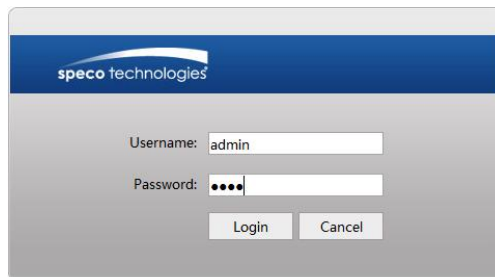 speco technologies
Username: admin
Password: ••••
Login Cancel